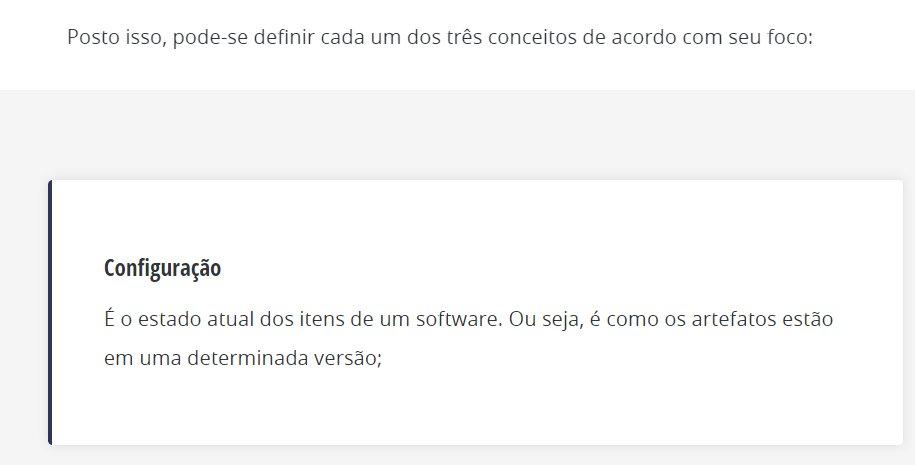 Posto isso, pode-se definir cada um dos três conceitos de acordo com seu foco:
Configuração
É o estado atual dos itens de um software. Ou seja, é como os artefatos estão
em uma determinada versão;